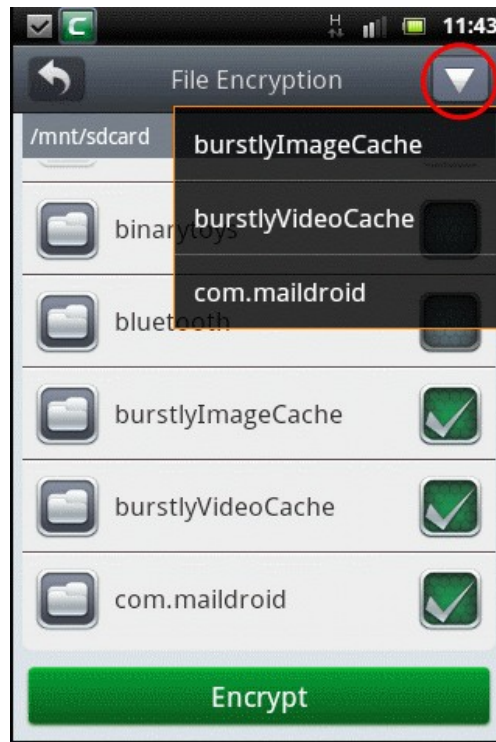 H
11:43
File Encryption
/mnt/sdcard
burstlyImageCache
burstlyVideoCache
com.maildroid
binarytoys
bluetooth
burstlyImageCache
burstlyVideoCache
com.maildroid
Encrypt